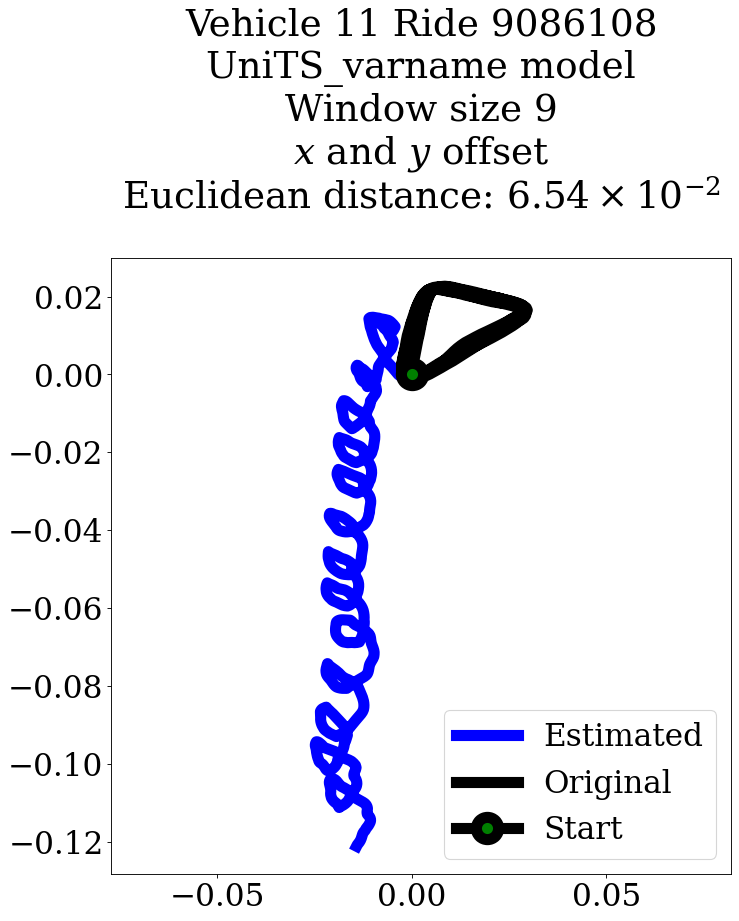 Vehicle 11 Ride 9086108
UniTS_varname model
Window size 9
x and y offset
Euclidean distance: 6.54 × 10⁻²
0.02
0.00
−0.02
−0.04
−0.06
−0.08
−0.10
−0.12
−0.05
0.00
0.05
Estimated
Original
Start